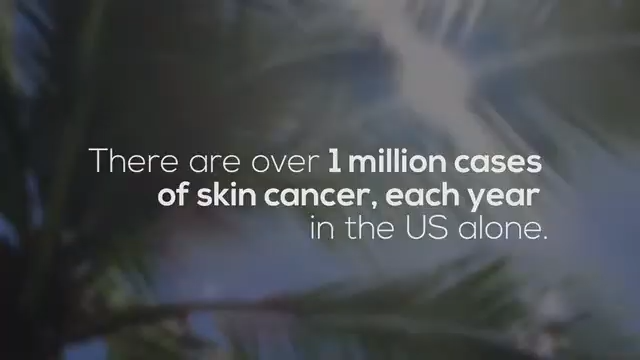 There are over 1 million cases
of skin cancer, each year
in the US alone.